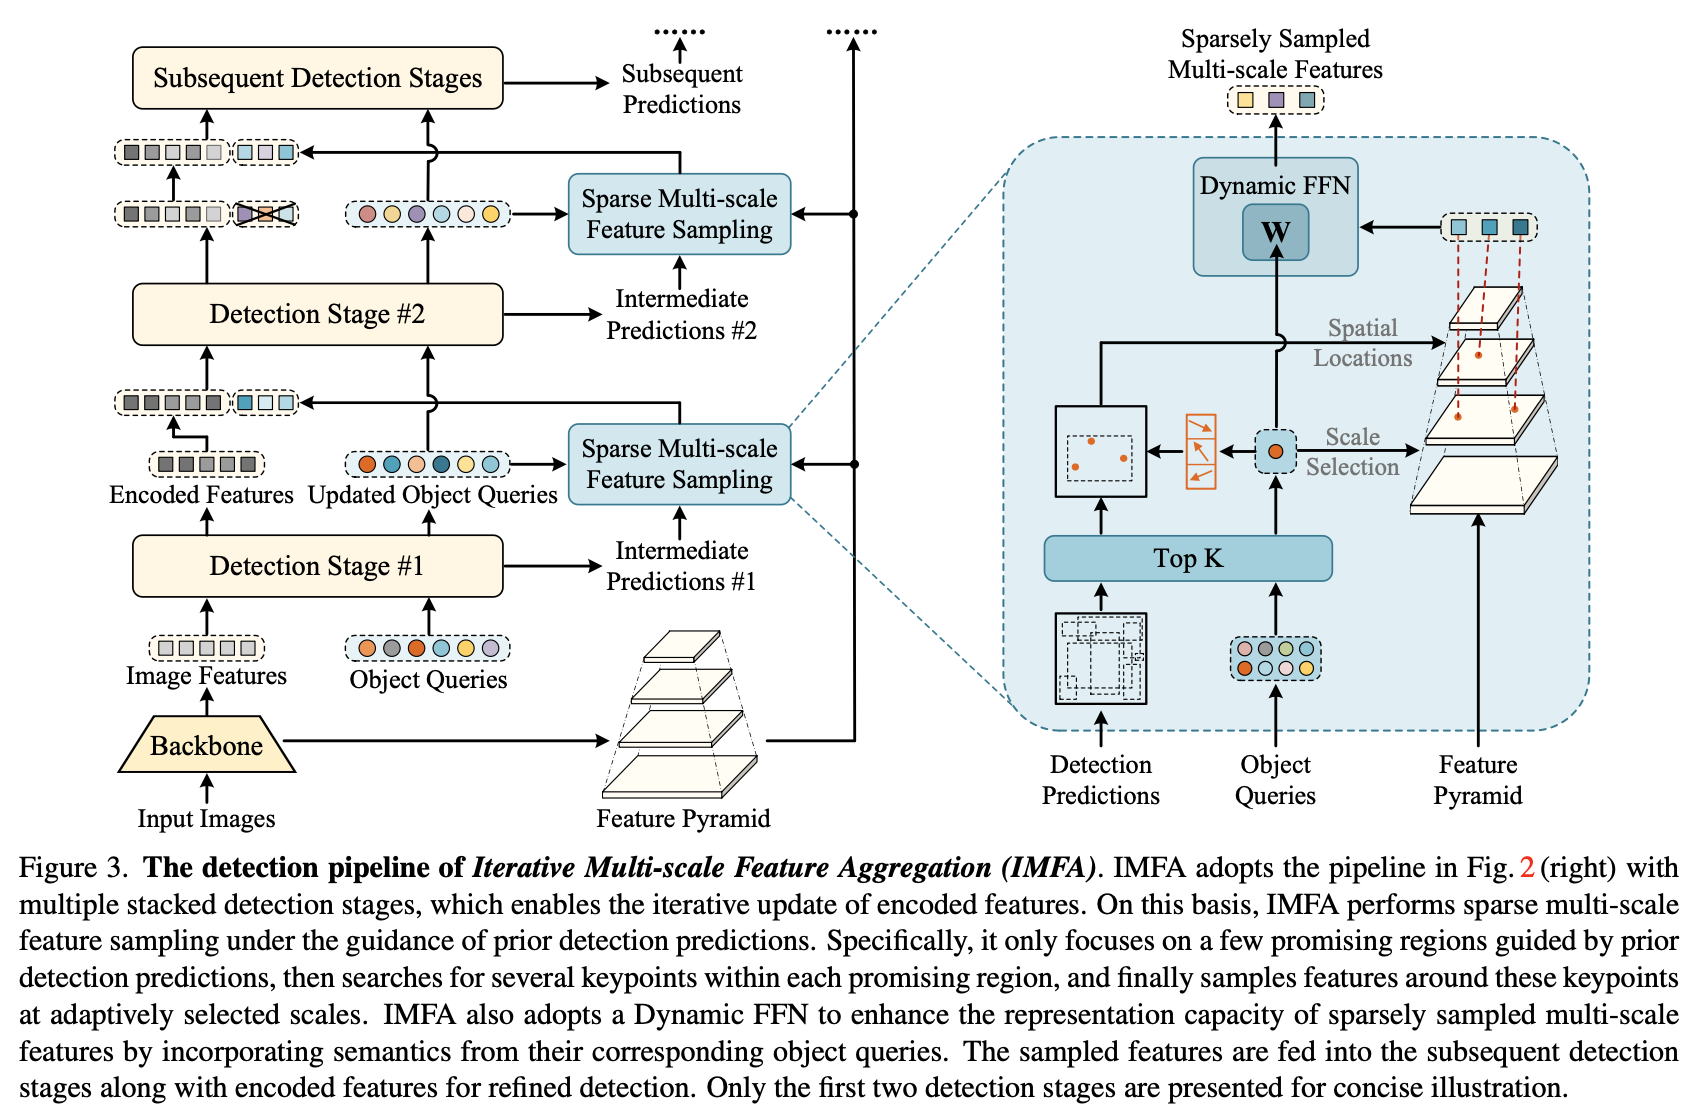 Subsequent Detection Stages
Subsequent
Predictions
Sparse Multi-scale
Feature Sampling
Detection Stage #2
Intermediate
Predictions #2
Sparse Multi-scale
Feature Sampling
Encoded Features
Updated Object Queries
Detection Stage #1
Intermediate
Predictions #1
Image Features
Object Queries
Backbone
Input Images
Feature Pyramid
Sparsely Sampled
Multi-scale Features
Dynamic FFN
W
Spatial
Locations
Scale
Selection
Top K
Detection
Predictions
Object
Queries
Feature
Pyramid
Figure 3. The detection pipeline of Iterative Multi-scale Feature Aggregation (IMFA). IMFA adopts the pipeline in Fig. 2 (right) with
multiple stacked detection stages, which enables the iterative update of encoded features. On this basis, IMFA performs sparse multi-scale
feature sampling under the guidance of prior detection predictions. Specifically, it only focuses on a few promising regions guided by prior
detection predictions, then searches for several keypoints within each promising region, and finally samples features around these keypoints
at adaptively selected scales. IMFA also adopts a Dynamic FFN to enhance the representation capacity of sparsely sampled multi-scale
features by incorporating semantics from their corresponding object queries. The sampled features are fed into the subsequent detection
stages along with encoded features for refined detection. Only the first two detection stages are presented for concise illustration.